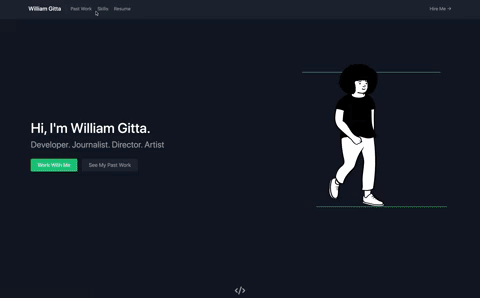 William Gitta Past Work Skills Resume Hire Me →
Hi, I'm William Gitta.
Developer. Journalist. Director. Artist
Work With Me See My Past Work
</>